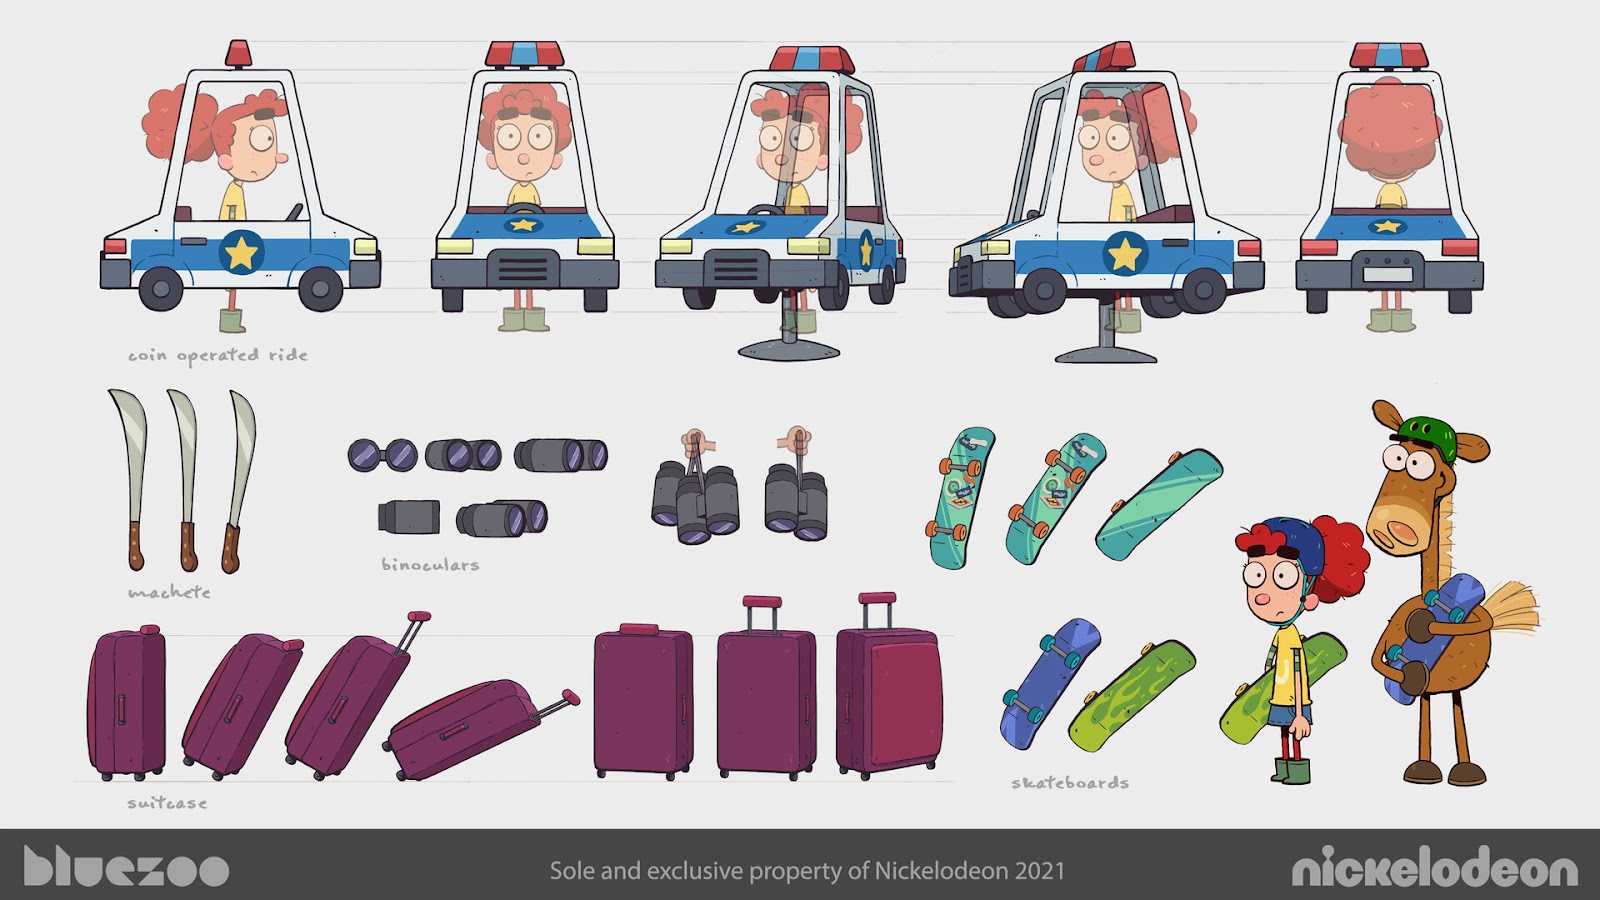 coin operated ride
machete
binoculars
suitcase
skateboards
bluezoo
Sole and exclusive property of Nickelodeon 2021
nickelodeon